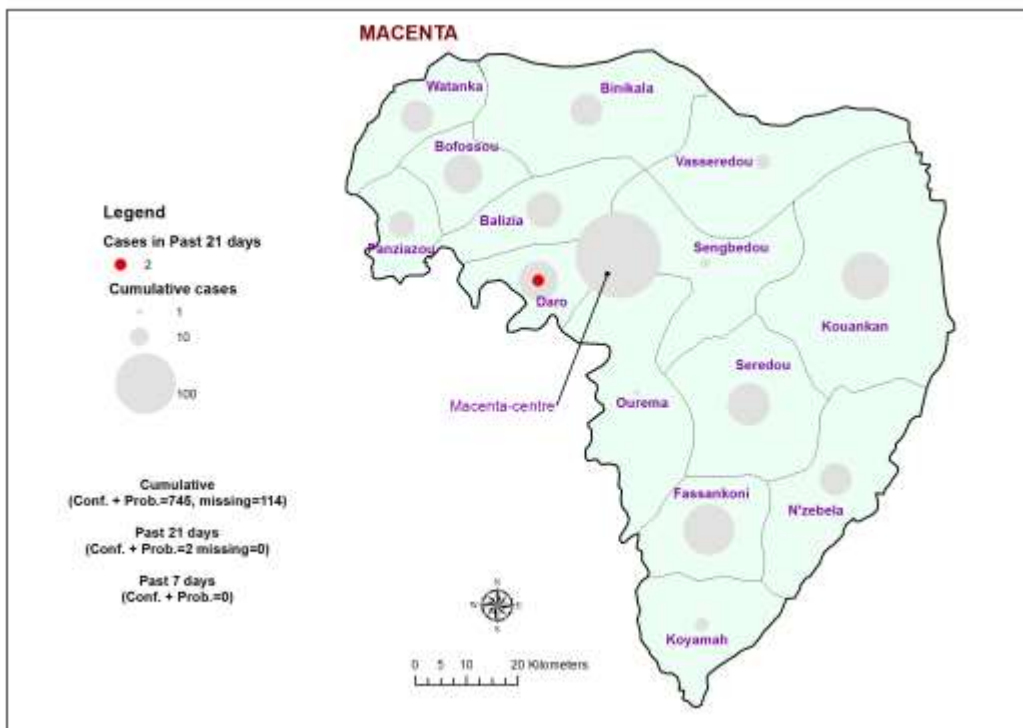 MACENTA
Watanka
Binikala
Bofossou
Vasseredou
Balizia
Panziazou
Sengbedou
Daro
Kouankan
Seredou
Macenta-centre
Ourema
Fassankoni
N'zebela
Koyamah
Legend
Cases in Past 21 days
2
Cumulative cases
1
10
100
Cumulative
(Conf. + Prob.=745, missing=114)
Past 21 days
(Conf. + Prob.=2 missing=0)
Past 7 days
(Conf. + Prob.=0)
N
S
0 5 10 20 Kilometers